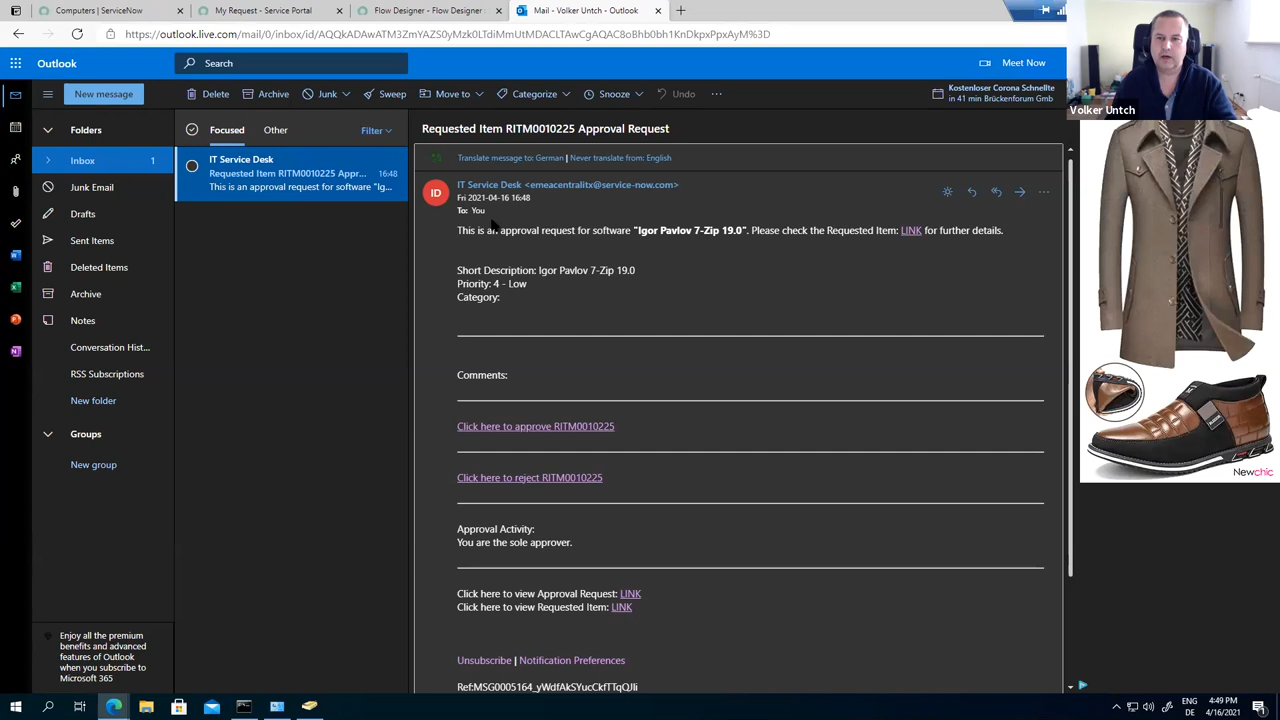 Computers | ServiceNow
My Request - Service Portal
Flow Designer - Flow Designer
Mail - Volker Untch - Outlook
https://outlook.live.com/mail/0/inbox/id/AQQkADAwATM3ZmYAZS0yMzk0LTdiMmUtMDACLTAwCgAQAC8oBhb0bh1KnDkpxPpxAyM%3D
Outlook
Search
Meet Now
Volker Untch
New message
Delete
Archive
Junk
Sweep
Move to
Categorize
Snooze
Undo
Kostenloser Corona Schnellte
in 41 min Brückenforum Gmb
Folders
Inbox 1
Junk Email
Drafts
Sent Items
Deleted Items
Archive
Notes
Conversation Hist...
RSS Subscriptions
New folder
Groups
New group
Enjoy all the premium
benefits and advanced
features of Outlook
when you subscribe to
Microsoft 365
Focused
Other
Filter
IT Service Desk
Requested Item RITM0010225 Appr... 16:48
This is an approval request for software "Ig...
Requested Item RITM0010225 Approval Request
Translate message to: German | Never translate from: English
ID
IT Service Desk <emeacentralitx@service-now.com>
Fri 2021-04-16 16:48
To: You
This is an approval request for software "Igor Pavlov 7-Zip 19.0". Please check the Requested Item: LINK for further details.
Short Description: Igor Pavlov 7-Zip 19.0
Priority: 4 - Low
Category:
Comments:
Click here to approve RITM0010225
Click here to reject RITM0010225
Approval Activity:
You are the sole approver.
Click here to view Approval Request: LINK
Click here to view Requested Item: LINK
Unsubscribe | Notification Preferences
Ref:MSG0005164_yWdfAkSYucCkfTTqQJli
Newchic
ENG
DE
4:49 PM
4/16/2021
1